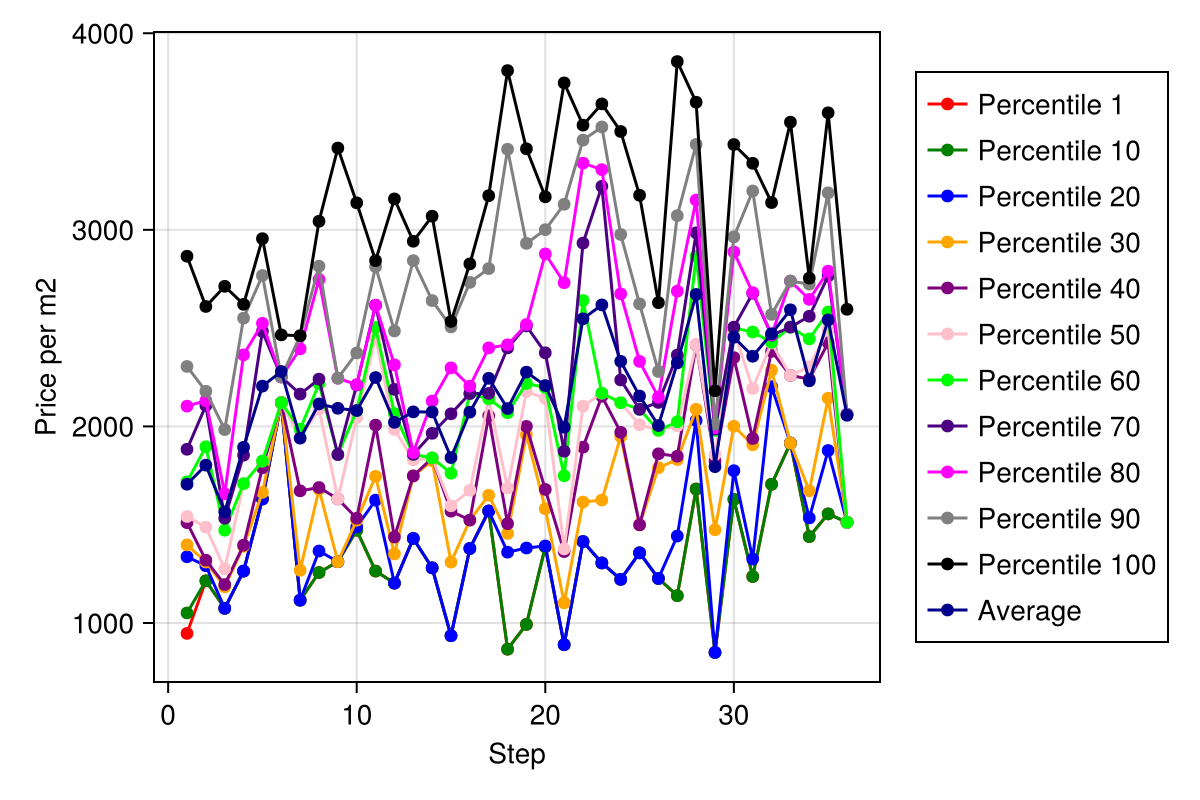 4000
3000
2000
1000
Price per m2
0 10 20 30
Step
Percentile 1
Percentile 10
Percentile 20
Percentile 30
Percentile 40
Percentile 50
Percentile 60
Percentile 70
Percentile 80
Percentile 90
Percentile 100
Average